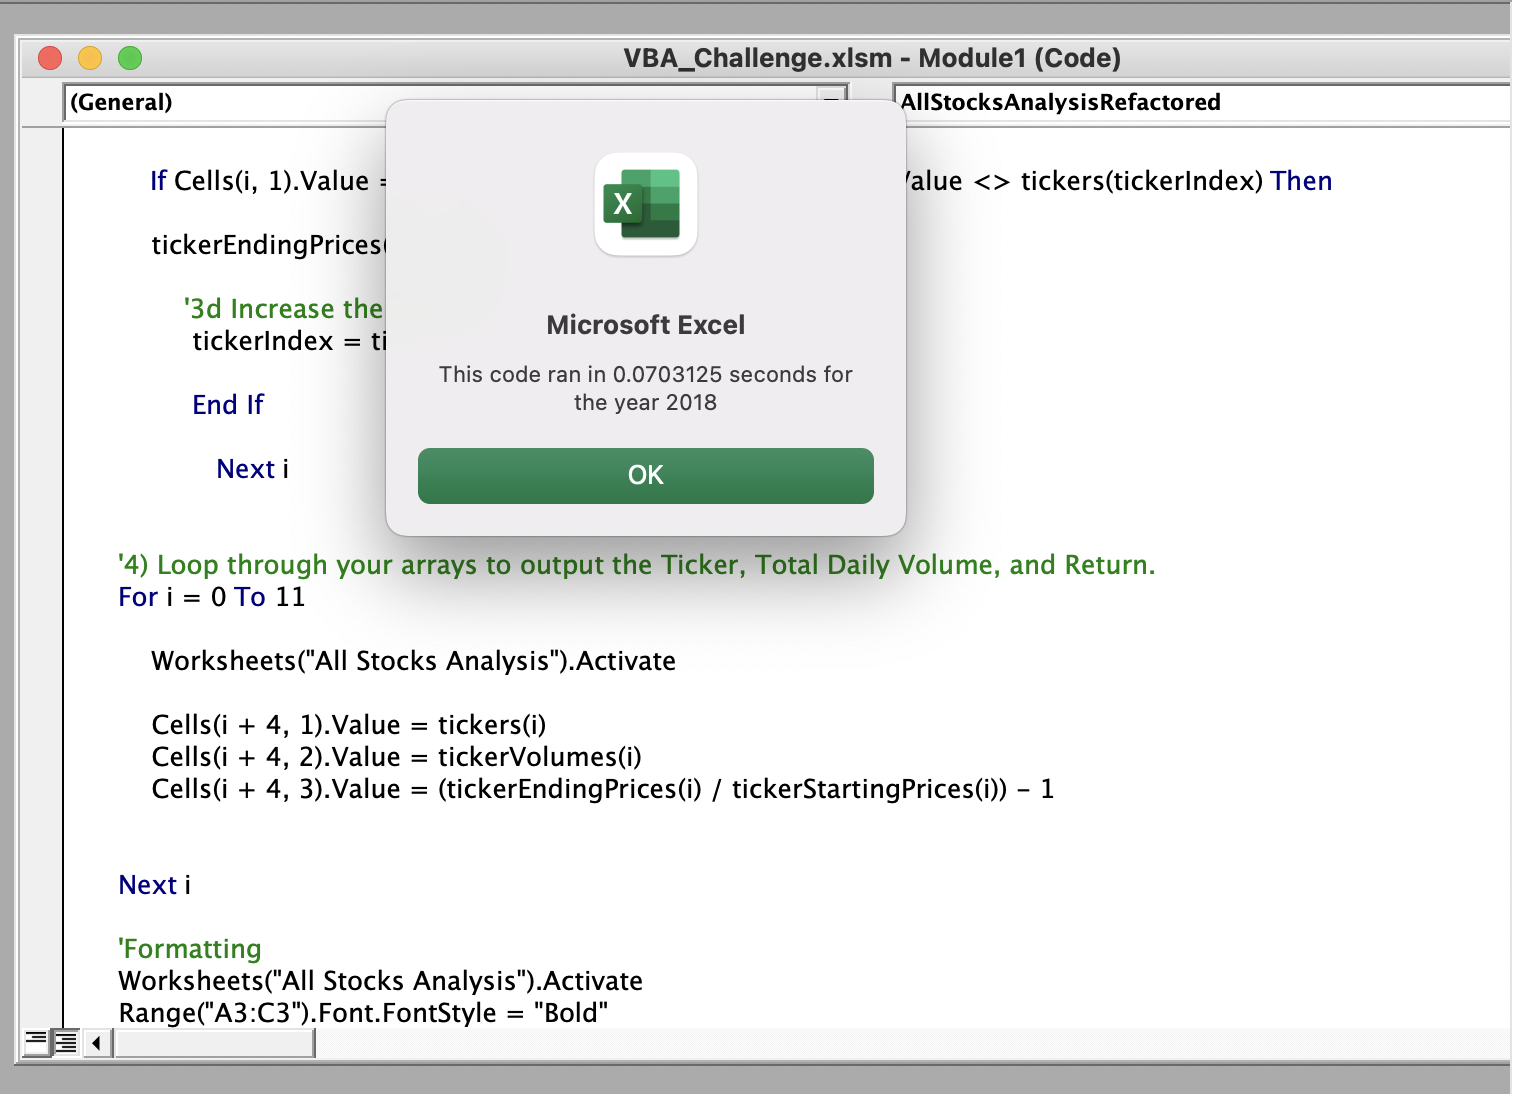 VBA_Challenge.xlsm - Module1 (Code)
(General)
AllStocksAnalysisRefactored
If Cells(i, 1).Value = alue <> tickers(tickerIndex) Then
tickerEndingPrices(
'3d Increase the
tickerIndex = ti
End If
Next i
X
Microsoft Excel
This code ran in 0.0703125 seconds for
the year 2018
OK
'4) Loop through your arrays to output the Ticker, Total Daily Volume, and Return.
For i = 0 To 11
Worksheets("All Stocks Analysis").Activate
Cells(i + 4, 1).Value = tickers(i)
Cells(i + 4, 2).Value = tickerVolumes(i)
Cells(i + 4, 3).Value = (tickerEndingPrices(i) / tickerStartingPrices(i)) - 1
Next i
'Formatting
Worksheets("All Stocks Analysis").Activate
Range("A3:C3").Font.FontStyle = "Bold"